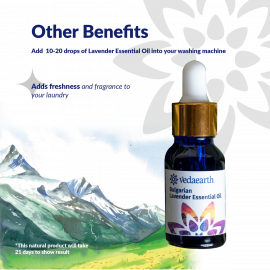 Other Benefits
Add 10-20 drops of Lavender Essential Oil into your washing machine
Adds freshness and fragrance to
your laundry
Vedaearth
Bulgarian
Lavender Essential Oil
*This natural product will take
21 days to show result